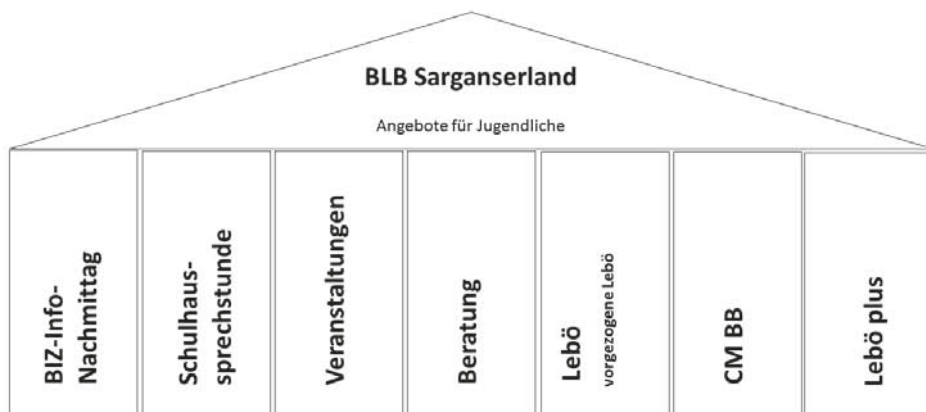 BLB Sarganserland
Angebote für Jugendliche
BIZ-Info-
Nachmittag
Schulhaus-
sprechstunde
Veranstaltungen
Beratung
Lebö
vorgezogene Lebö
CM BB
Lebö plus